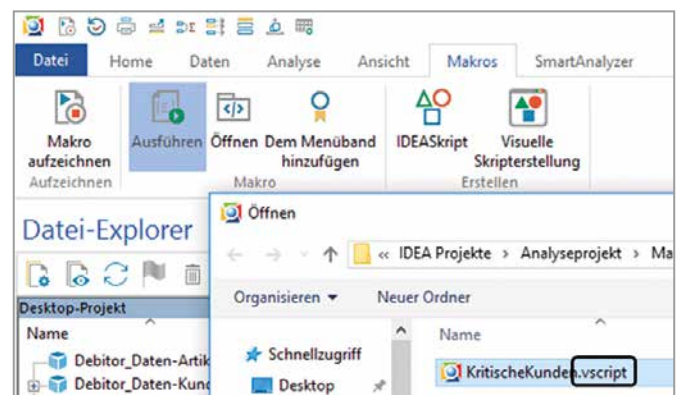 Datei Home Daten Analyse Ansicht Makros SmartAnalyzer
Makro aufzeichnen
Ausführen
Öffnen
Dem Menüband hinzufügen
IDEASkript
Visuelle Skripterstellung
Aufzeichnen Makro Erstellen
Datei-Explorer
Öffnen
« IDEA Projekte › Analyseprojekt › Ma
Organisieren Neuer Ordner
Desktop-Projekt
Name
Debitor_Daten-Artik
Debitor_Daten-Kund
Schnellzugriff
Desktop
Name
KritischeKunden.vscript